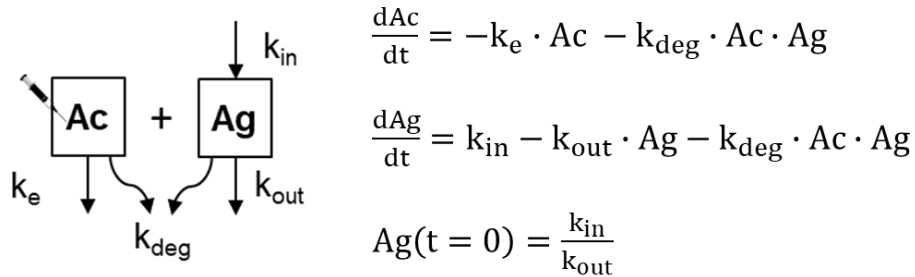 k_in
Ac + Ag
k_e
k_out
k_deg
dAc/dt = −k_e · Ac − k_deg · Ac · Ag
dAg/dt = k_in − k_out · Ag − k_deg · Ac · Ag
Ag(t = 0) = k_in/k_out